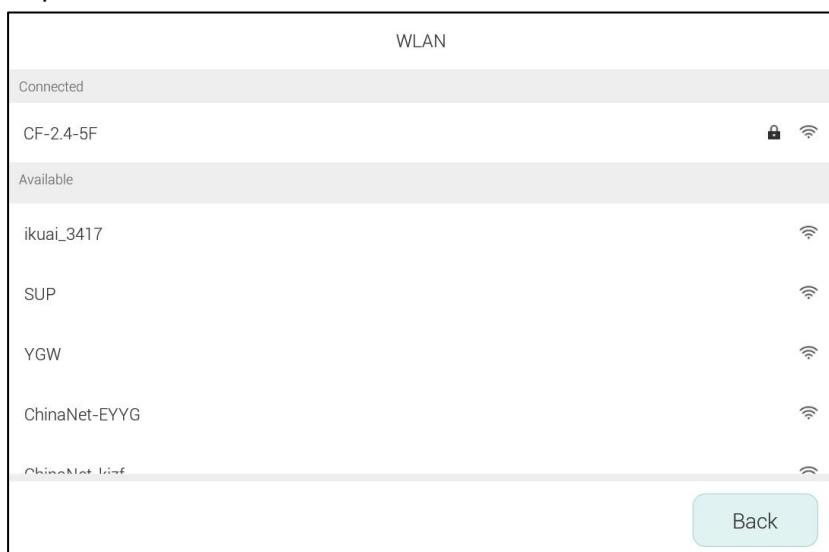 WLAN
Connected
CF-2.4-5F
Available
ikuai_3417
SUP
YGW
ChinaNet-EYYG
Back